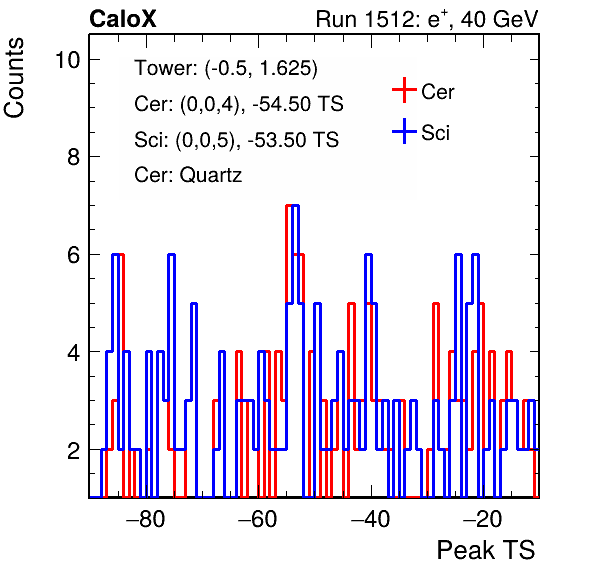 CaloX Run 1512: e⁺, 40 GeV
Counts
10
8
6
4
2
Tower: (-0.5, 1.625)
Cer: (0,0,4), -54.50 TS
Sci: (0,0,5), -53.50 TS
Cer: Quartz
Cer
Sci
−80 −60 −40 −20
Peak TS